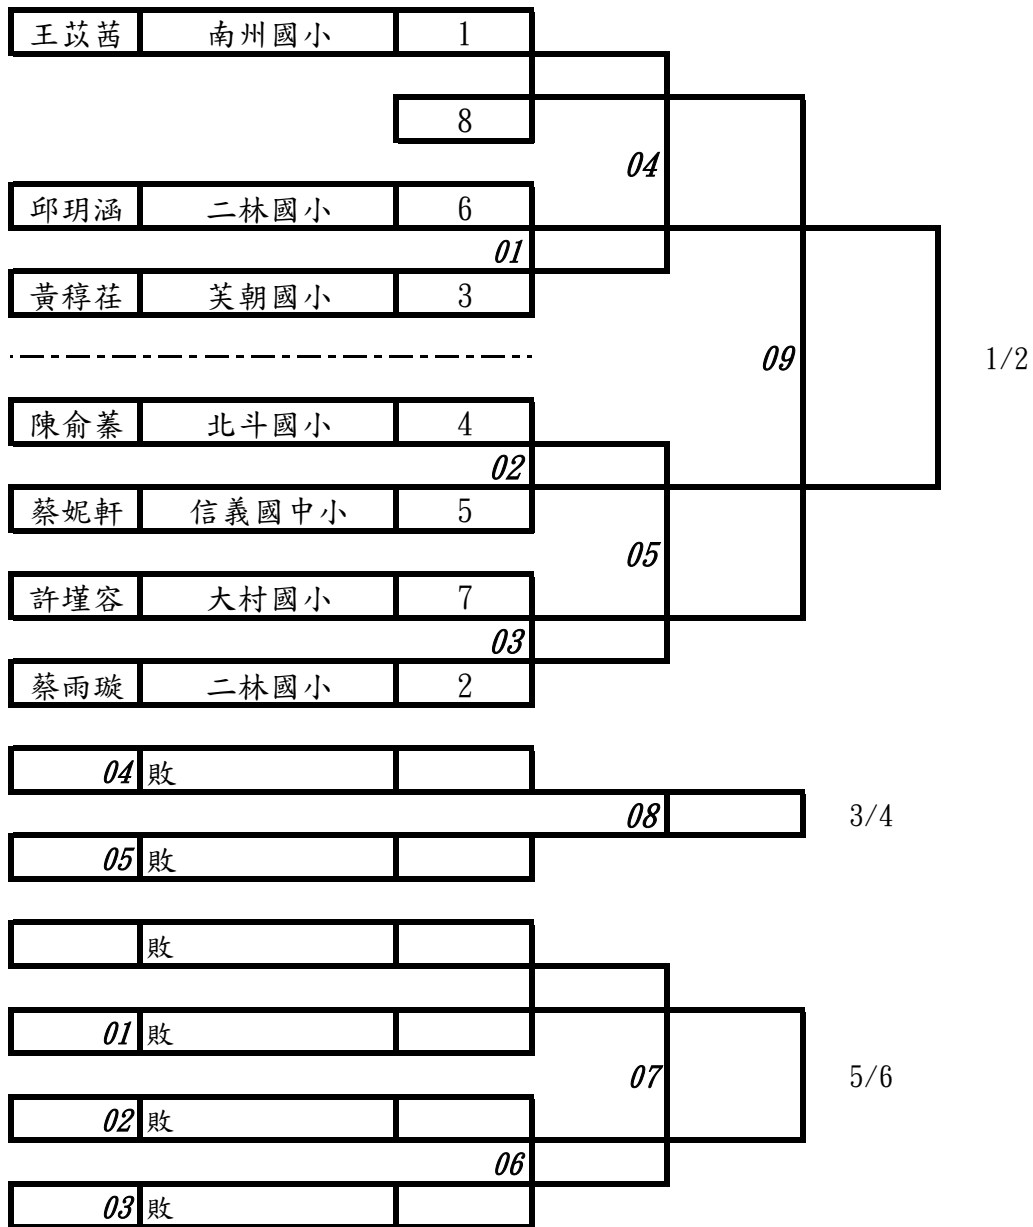 王苡茜 南州國小 1
8
04
邱玥涵 二林國小 6
01
黃稕荏 芙朝國小 3
09 1/2
陳俞蓁 北斗國小 4
02
蔡妮軒 信義國中小 5
05
許瑾容 大村國小 7
03
蔡雨璇 二林國小 2
04 敗
08 3/4
05 敗
敗
01 敗
07 5/6
02 敗
06
03 敗